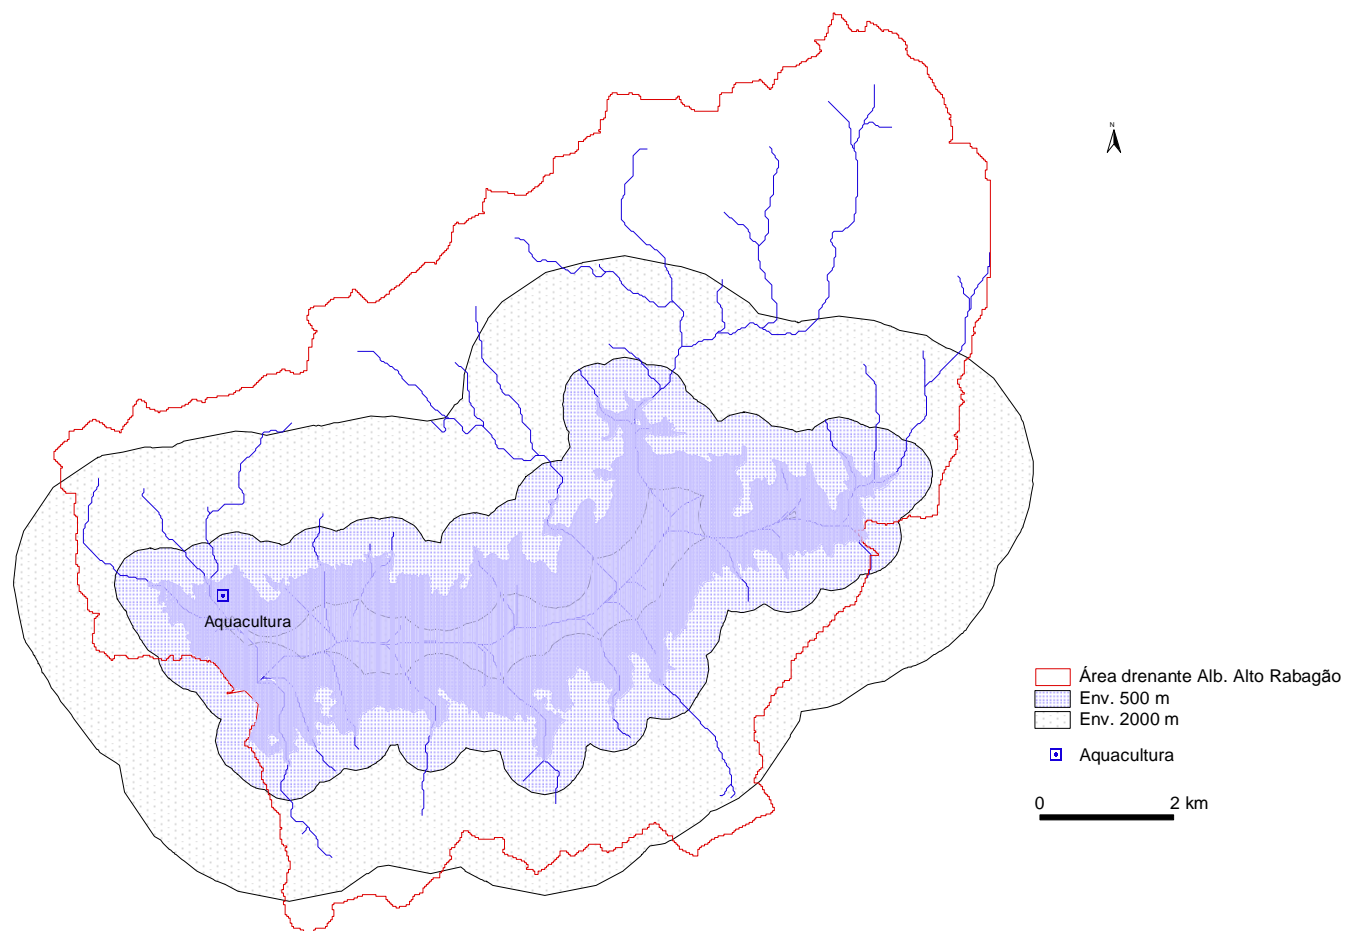 N
Aquacultura
Área drenante Alb. Alto Rabagão
Env. 500 m
Env. 2000 m
Aquacultura
0 2 km